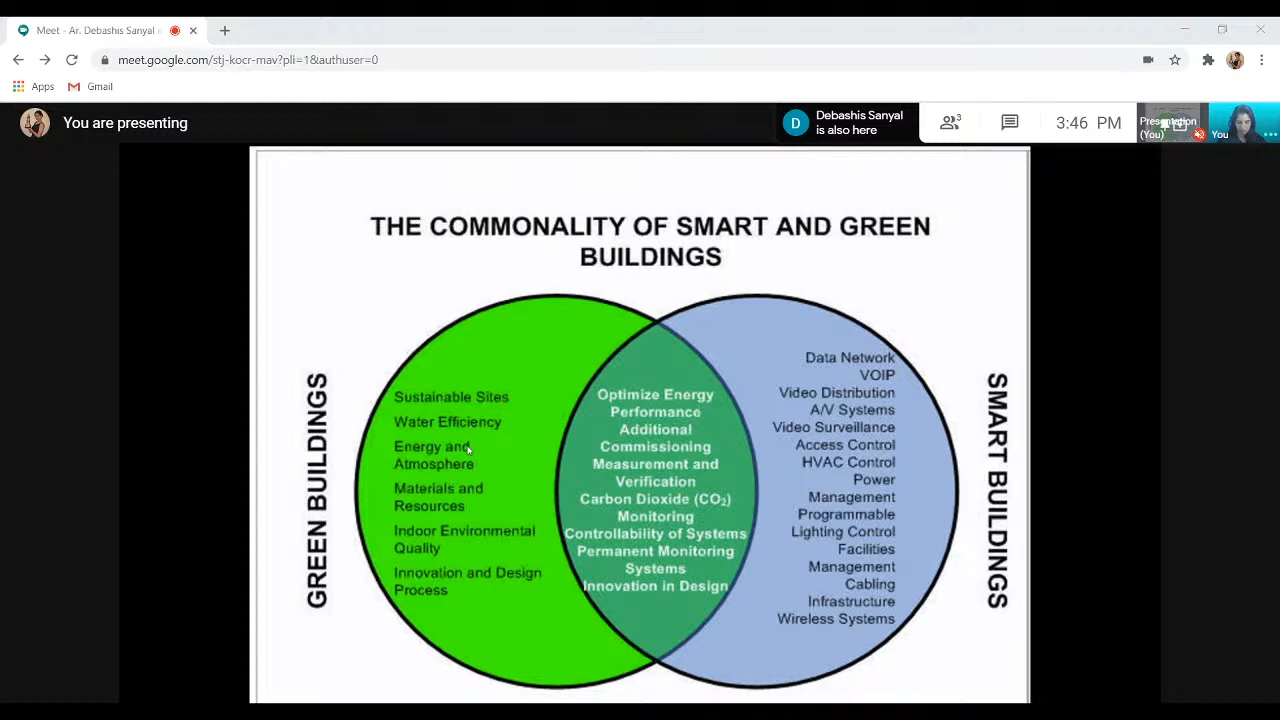 Meet - Ar. Debashis Sanyal
meet.google.com/stj-kocr-mav?pli=1&authuser=0
Apps
Gmail
You are presenting
D
Debashis Sanyal
is also here
3
3:46 PM
Presentation
(You)
You
THE COMMONALITY OF SMART AND GREEN
BUILDINGS
GREEN BUILDINGS
Sustainable Sites
Water Efficiency
Energy and
Atmosphere
Materials and
Resources
Indoor Environmental
Quality
Innovation and Design
Process
Optimize Energy
Performance
Additional
Commissioning
Measurement and
Verification
Carbon Dioxide (CO₂)
Monitoring
Controllability of Systems
Permanent Monitoring
Systems
Innovation in Design
Data Network
VOIP
Video Distribution
A/V Systems
Video Surveillance
Access Control
HVAC Control
Power
Management
Programmable
Lighting Control
Facilities
Management
Cabling
Infrastructure
Wireless Systems
SMART BUILDINGS